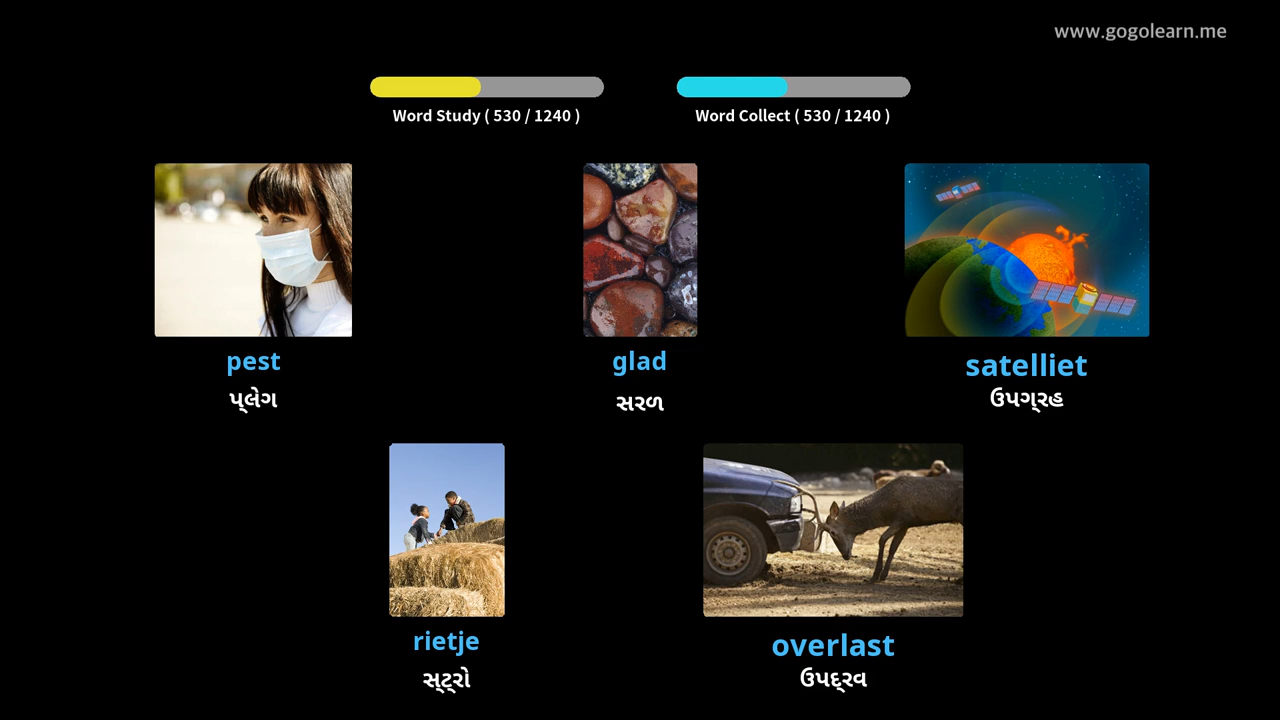 www.gogolearn.me
Word Study ( 530 / 1240 )
Word Collect ( 530 / 1240 )
pest
પ્લેગ
glad
સરળ
satelliet
ઉપગ્રહ
rietje
સ્ટ્રો
overlast
ઉપદ્રવ